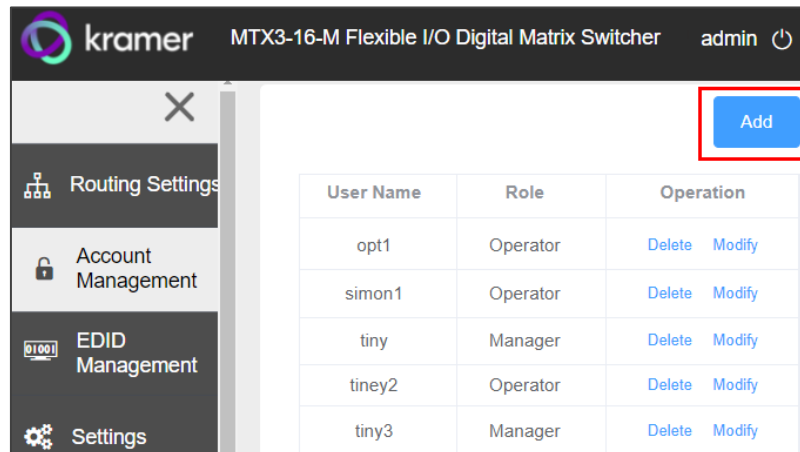 kramer MTX3-16-M Flexible I/O Digital Matrix Switcher admin
Add
Routing Settings
Account
Management
01001 EDID
Management
Settings
User Name Role Operation
opt1 Operator Delete Modify
simon1 Operator Delete Modify
tiny Manager Delete Modify
tiney2 Operator Delete Modify
tiny3 Manager Delete Modify